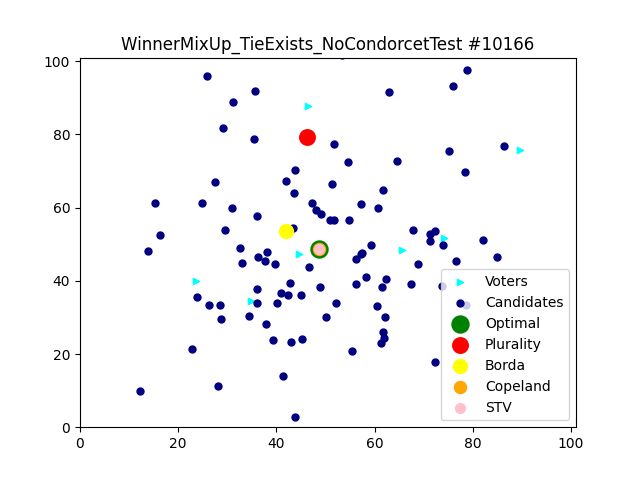 WinnerMixUp_TieExists_NoCondorcetTest #10166
100
80
60
40
20
0
0 20 40 60 80 100
Voters
Candidates
Optimal
Plurality
Borda
Copeland
STV